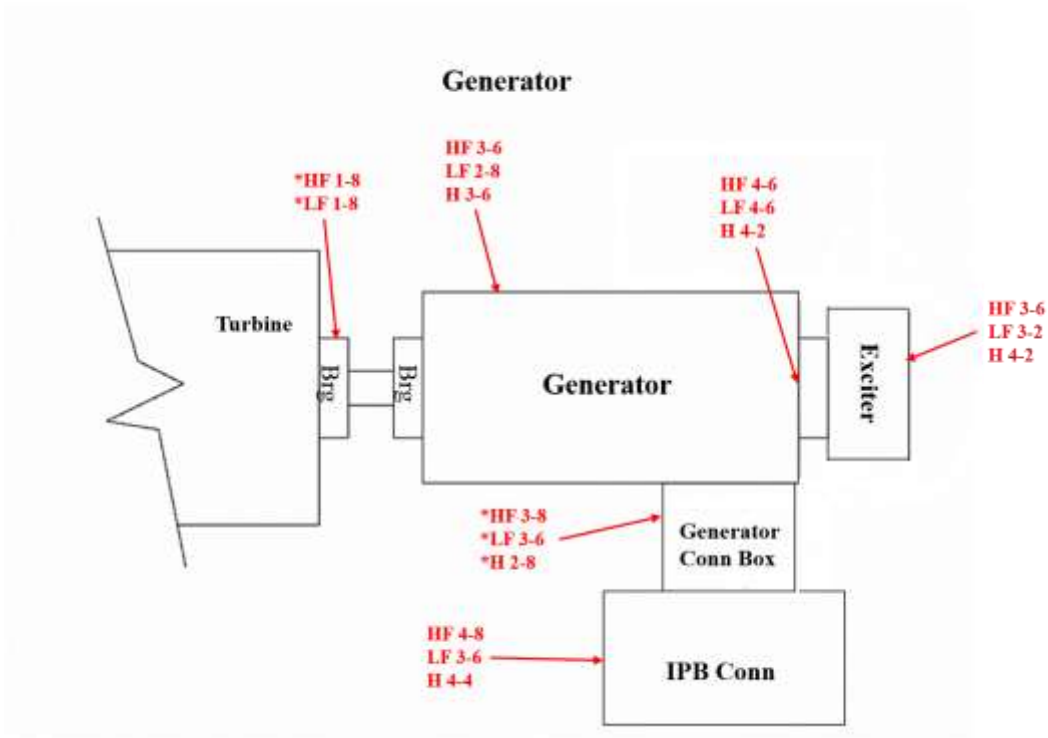 Generator
HF 3-6
LF 2-8
H 3-6
*HF 1-8
*LF 1-8
HF 4-6
LF 4-6
H 4-2
HF 3-6
LF 3-2
H 4-2
Turbine
Brg
Brg
Generator
Exciter
*HF 3-8
*LF 3-6
*H 2-8
Generator
Conn Box
HF 4-8
LF 3-6
H 4-4
IPB Conn